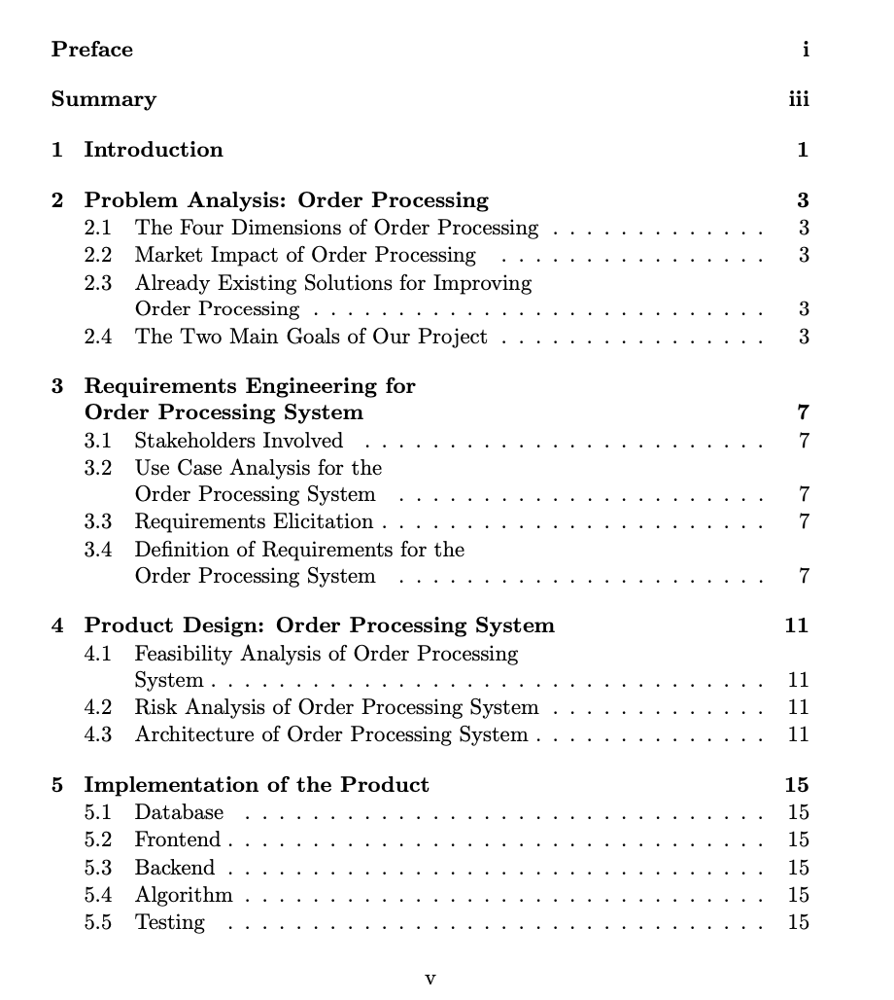 Preface i
Summary iii
1 Introduction 1
2 Problem Analysis: Order Processing 3
2.1 The Four Dimensions of Order Processing . . . . . . . . . . . . . 3
2.2 Market Impact of Order Processing . . . . . . . . . . . . . . . . 3
2.3 Already Existing Solutions for Improving
Order Processing . . . . . . . . . . . . . . . . . . . . . . . . . . . 3
2.4 The Two Main Goals of Our Project . . . . . . . . . . . . . . . . 3
3 Requirements Engineering for
Order Processing System 7
3.1 Stakeholders Involved . . . . . . . . . . . . . . . . . . . . . . . . 7
3.2 Use Case Analysis for the
Order Processing System . . . . . . . . . . . . . . . . . . . . . . 7
3.3 Requirements Elicitation . . . . . . . . . . . . . . . . . . . . . . . 7
3.4 Definition of Requirements for the
Order Processing System . . . . . . . . . . . . . . . . . . . . . . 7
4 Product Design: Order Processing System 11
4.1 Feasibility Analysis of Order Processing
System . . . . . . . . . . . . . . . . . . . . . . . . . . . . . . . . . 11
4.2 Risk Analysis of Order Processing System . . . . . . . . . . . . . 11
4.3 Architecture of Order Processing System . . . . . . . . . . . . . . 11
5 Implementation of the Product 15
5.1 Database . . . . . . . . . . . . . . . . . . . . . . . . . . . . . . . 15
5.2 Frontend . . . . . . . . . . . . . . . . . . . . . . . . . . . . . . . . 15
5.3 Backend . . . . . . . . . . . . . . . . . . . . . . . . . . . . . . . . 15
5.4 Algorithm . . . . . . . . . . . . . . . . . . . . . . . . . . . . . . . 15
5.5 Testing . . . . . . . . . . . . . . . . . . . . . . . . . . . . . . . . 15
v